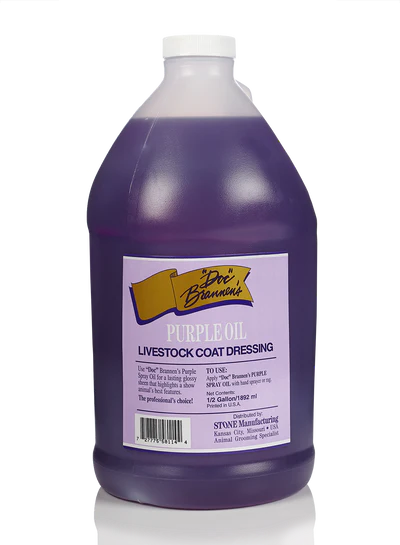 "Doc"
Brannen's
PURPLE OIL
LIVESTOCK COAT DRESSING
Use "Doc" Brannen's Purple
Spray Oil for a lasting glossy
sheen that highlights a show
animal's best features.
The professional's choice!
TO USE:
Apply "Doc" Brannen's PURPLE
SPRAY OIL with hand sprayer or rag.
Net Contents:
1/2 Gallon/1892 ml
Printed in U.S.A.
Distributed by:
STONE Manufacturing
Kansas City, Missouri • USA
Animal Grooming Specialist